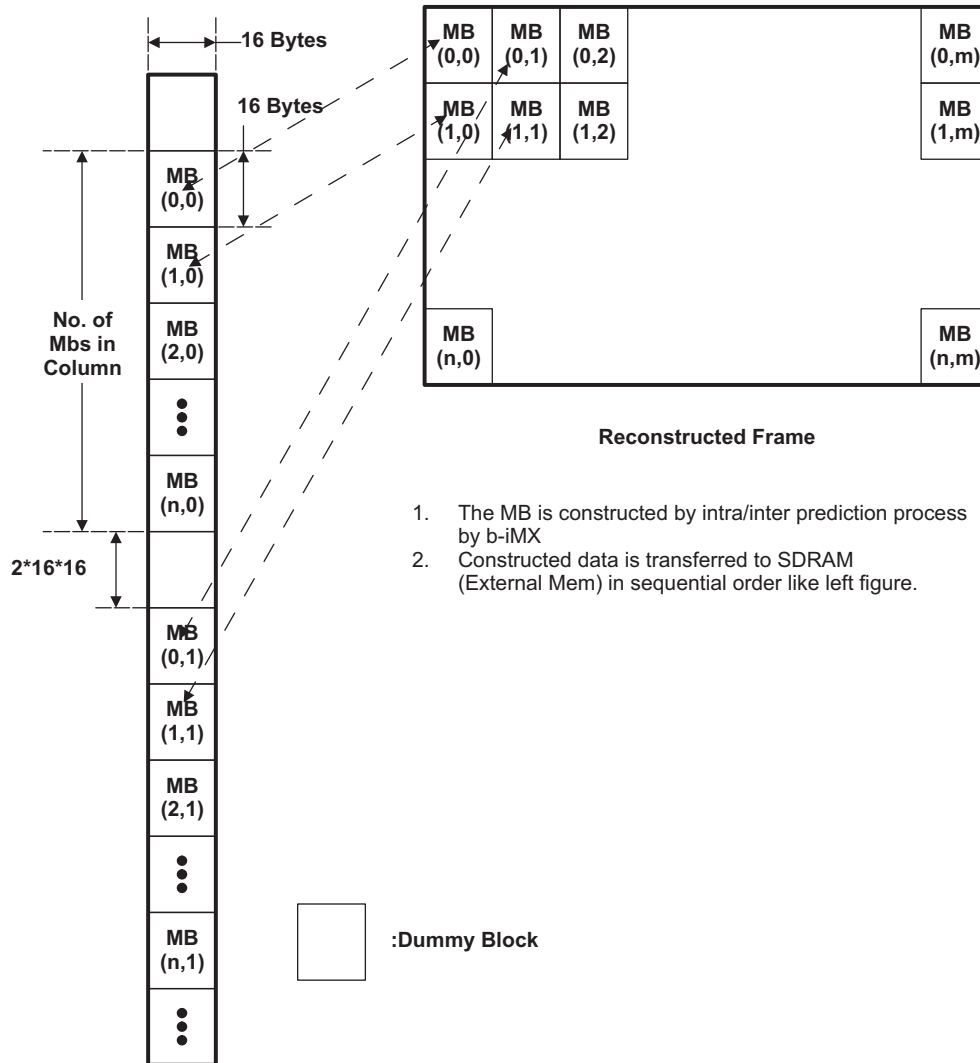 16 Bytes
16 Bytes
MB
(0,0)
MB
(1,0)
MB
(2,0)
MB
(n,0)
No. of
Mbs in
Column
2*16*16
MB
(0,1)
MB
(1,1)
MB
(2,1)
MB
(n,1)
MB
(0,0)
MB
(0,1)
MB
(0,2)
MB
(0,m)
MB
(1,0)
MB
(1,1)
MB
(1,2)
MB
(1,m)
MB
(n,0)
MB
(n,m)
Reconstructed Frame
1. The MB is constructed by intra/inter prediction process
by b-iMX
2. Constructed data is transferred to SDRAM
(External Mem) in sequential order like left figure.
:Dummy Block